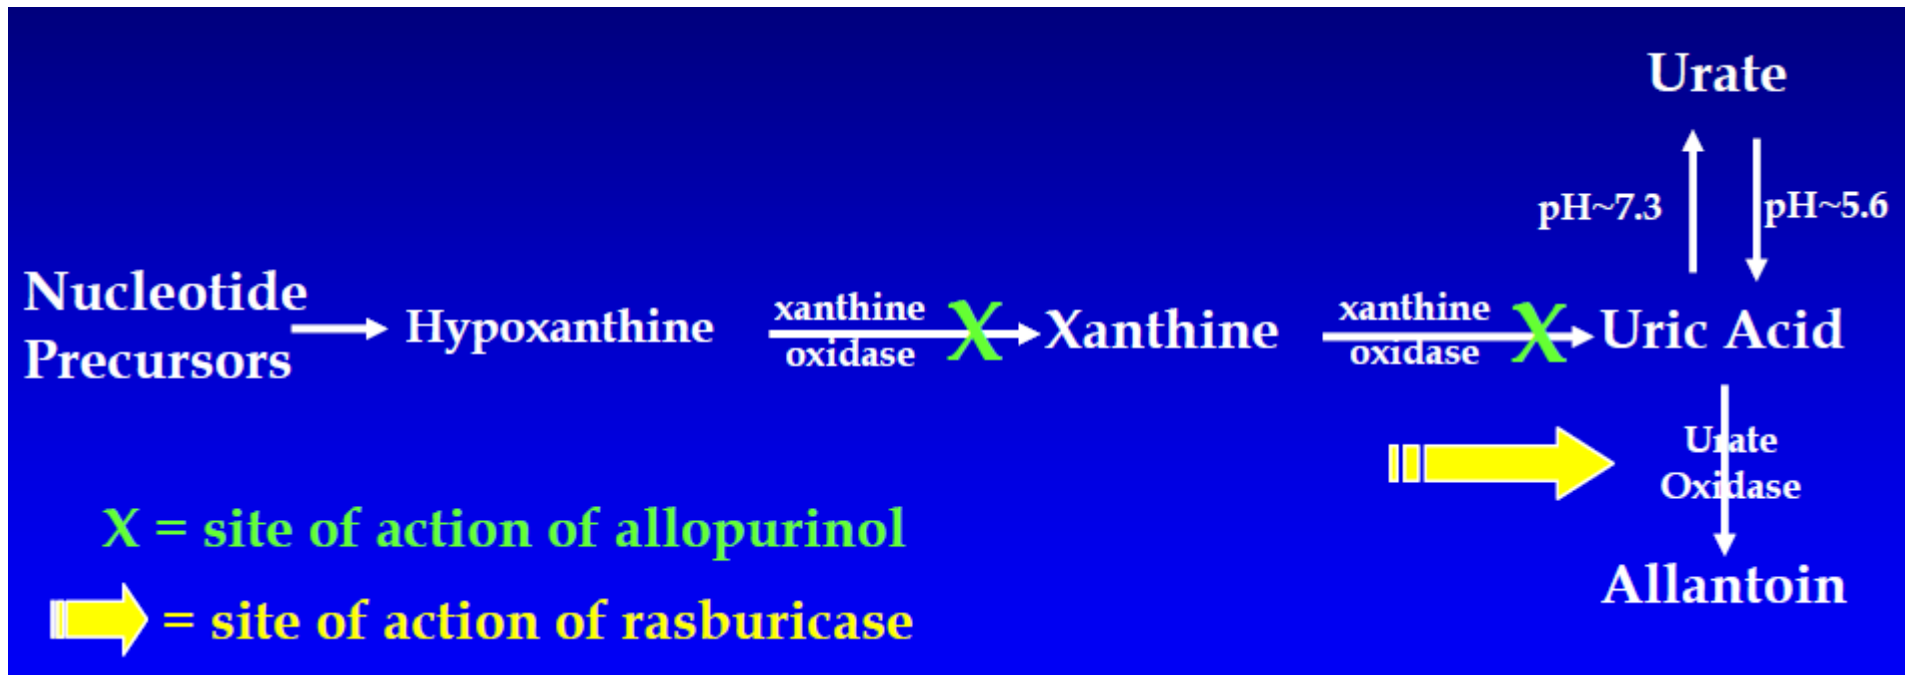 Urate
pH~7.3
pH~5.6
Nucleotide
Precursors
Hypoxanthine
xanthine
oxidase
X
Xanthine
xanthine
oxidase
X
Uric Acid
Urate
Oxidase
Allantoin
X = site of action of allopurinol
= site of action of rasburicase